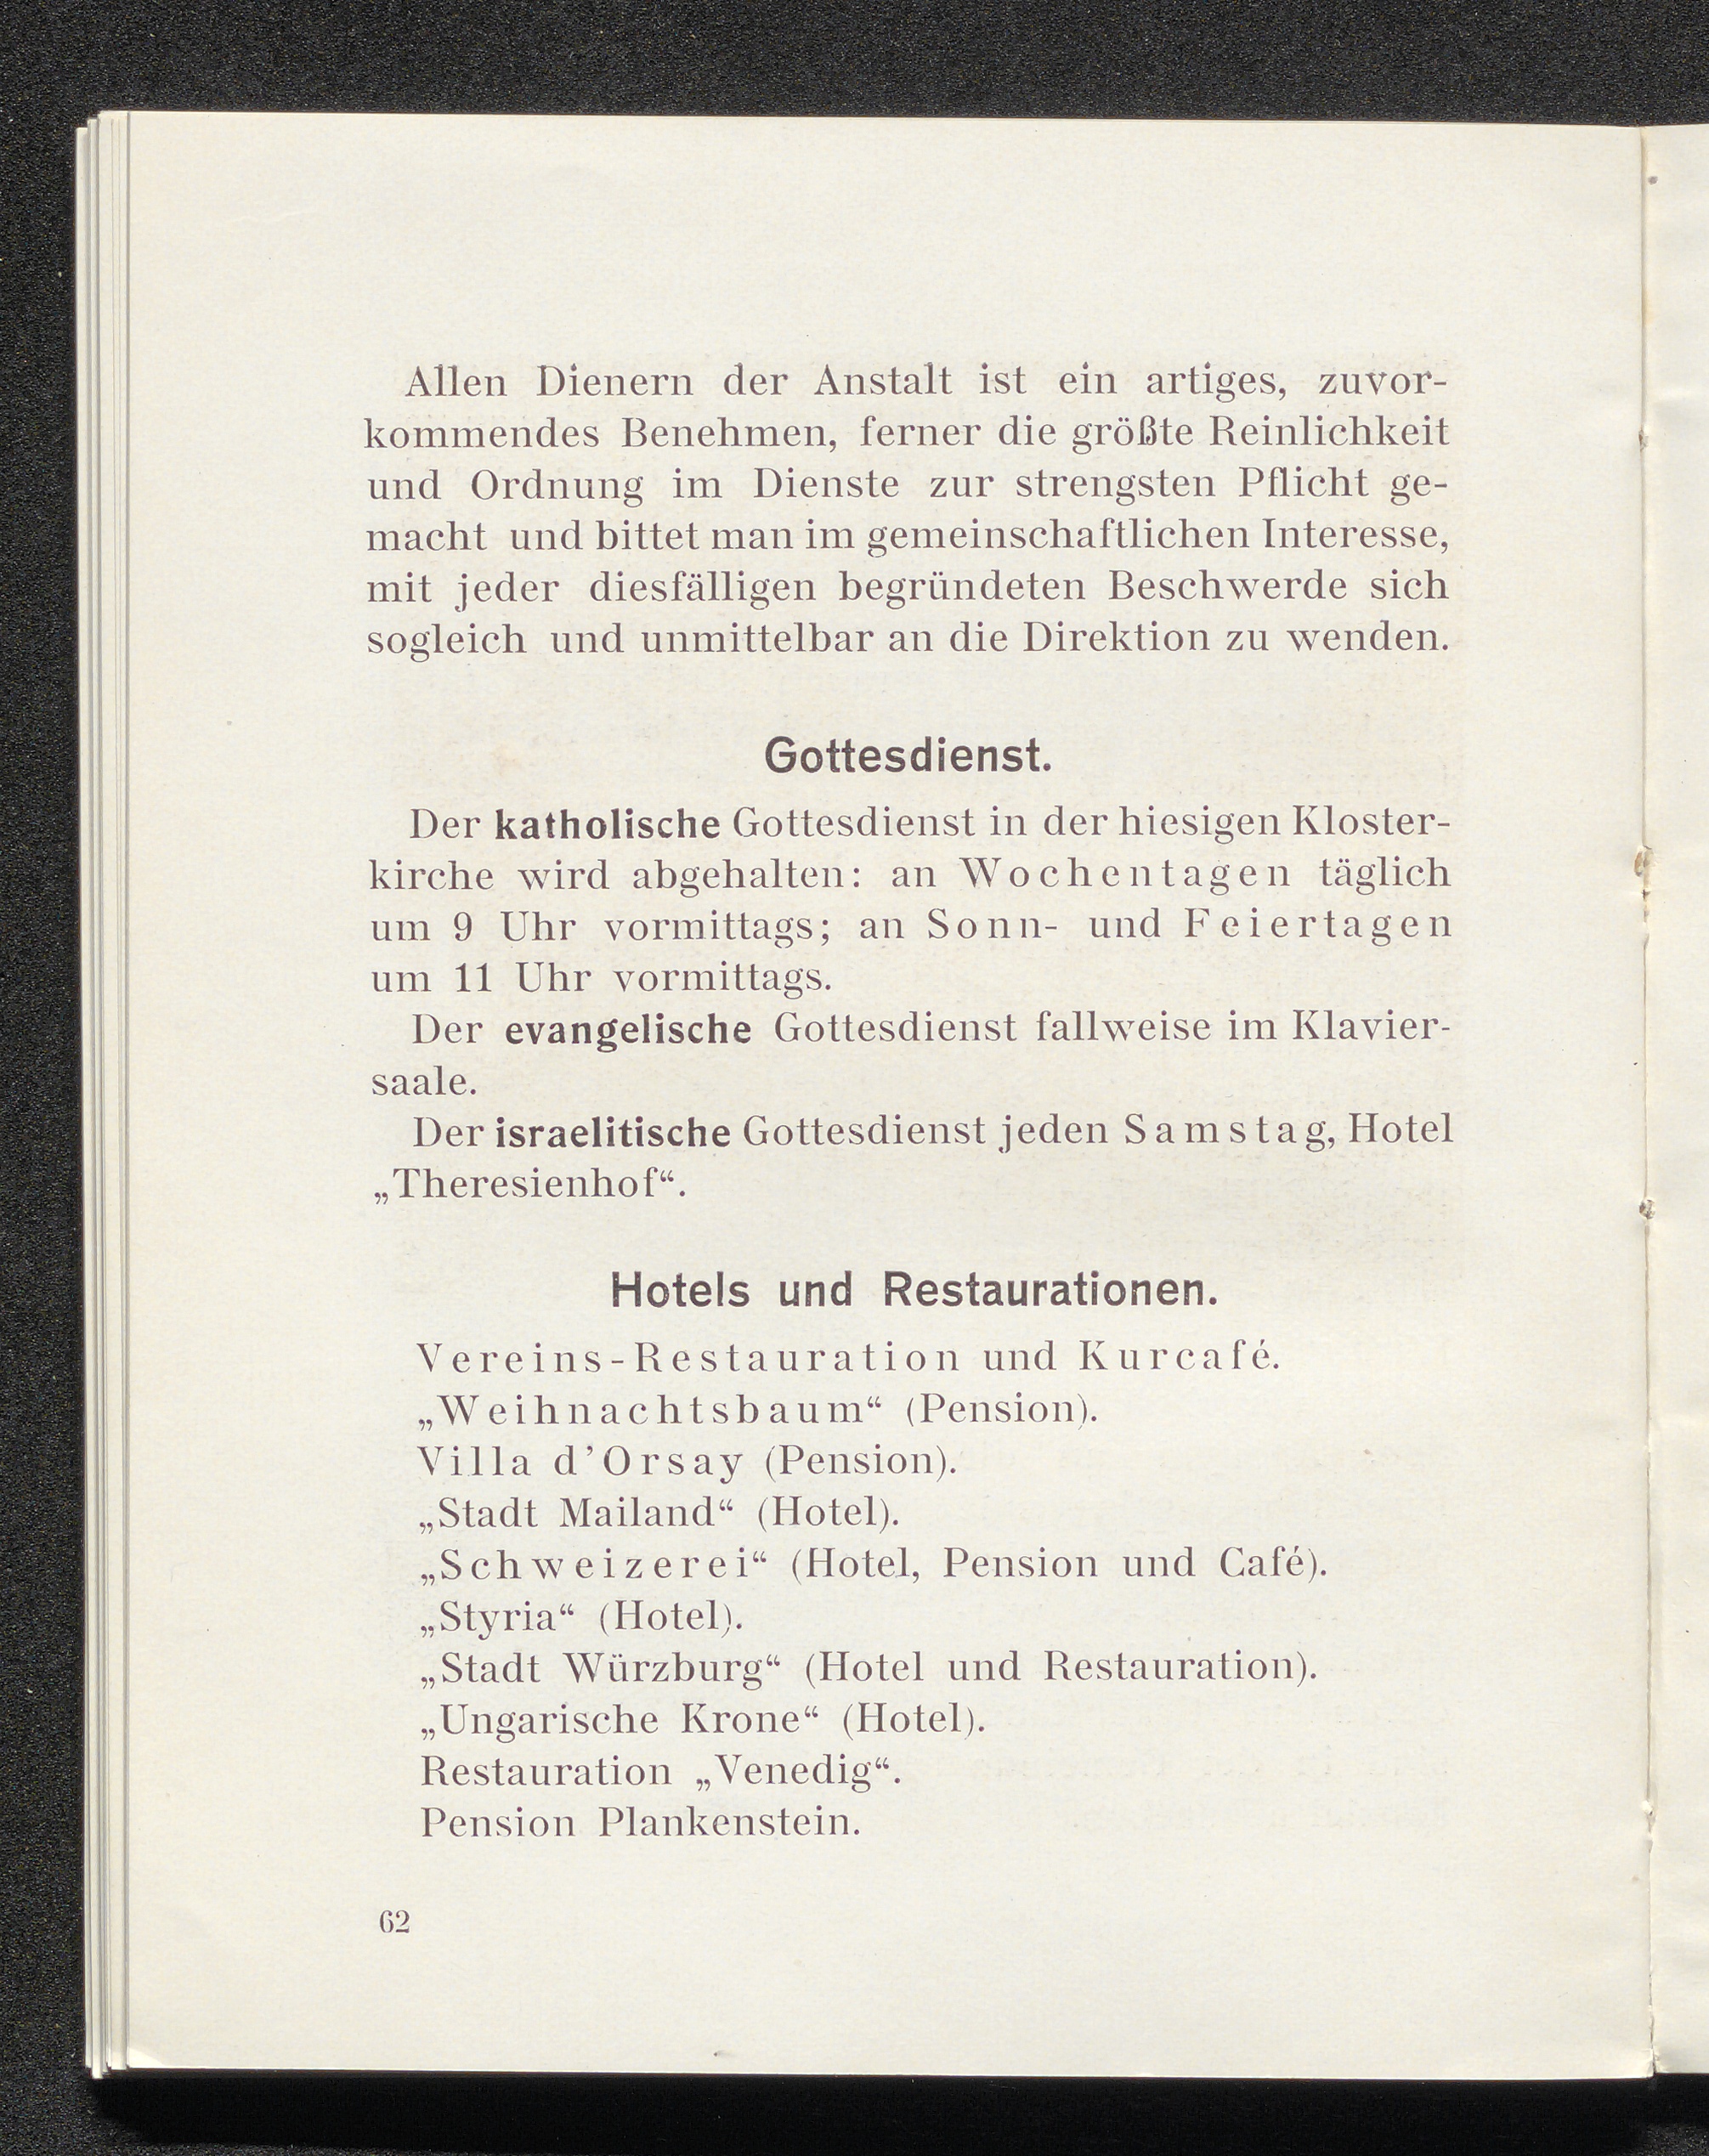 Allen Dienern der Anstalt ist ein artiges, zuvor-
kommendes Benehmen, ferner die größte Reinlichkeit
und Ordnung im Dienste zur strengsten Pflicht ge-
macht und bittet man im gemeinschaftlichen Interesse,
mit jeder diesfälligen begründeten Beschwerde sich
sogleich und unmittelbar an die Direktion zu wenden.
Gottesdienst.
Der katholische Gottesdienst in der hiesigen Kloster-
kirche wird abgehalten: an Wochentagen täglich
um 9 Uhr vormittags; an Sonn- und Feiertagen
um 11 Uhr vormittags.
Der evangelische Gottesdienst fallweise im Klavier-
saale.
Der israelitische Gottesdienst jeden Samstag, Hotel
„Theresienhof“.
Hotels und Restaurationen.
Vereins-Restauration und Kurcafé.
„Weihnachtsbaum“ (Pension).
Villa d’Orsay (Pension).
„Stadt Mailand“ (Hotel).
„Schweizerei“ (Hotel, Pension und Café).
„Styria“ (Hotel).
„Stadt Würzburg“ (Hotel und Restauration).
„Ungarische Krone“ (Hotel).
Restauration „Venedig“.
Pension Plankenstein.
62